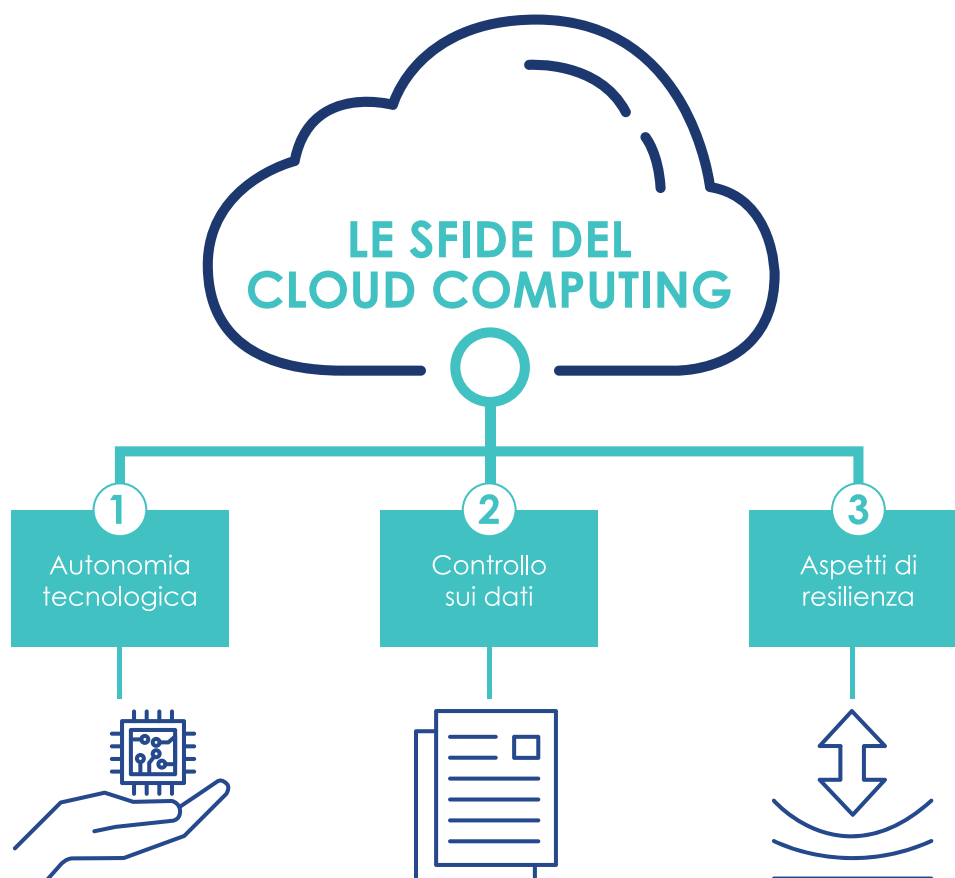 LE SFIDE DEL
CLOUD COMPUTING
1
Autonomia
tecnologica
2
Controllo
sui dati
3
Aspetti di
resilienza